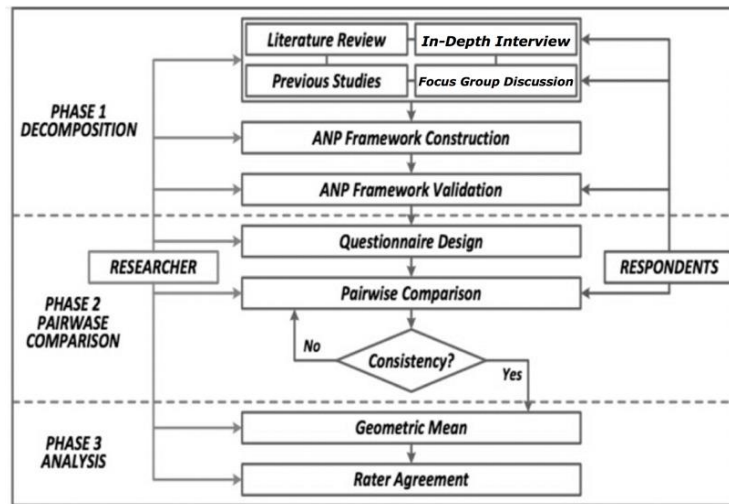 Literature Review
In-Depth Interview
Previous Studies
Focus Group Discussion
PHASE 1
DECOMPOSITION
ANP Framework Construction
ANP Framework Validation
Questionnaire Design
RESEARCHER
RESPONDENTS
Pairwise Comparison
PHASE 2
PAIRWASE
COMPARISON
No
Consistency?
Yes
Geometric Mean
PHASE 3
ANALYSIS
Rater Agreement